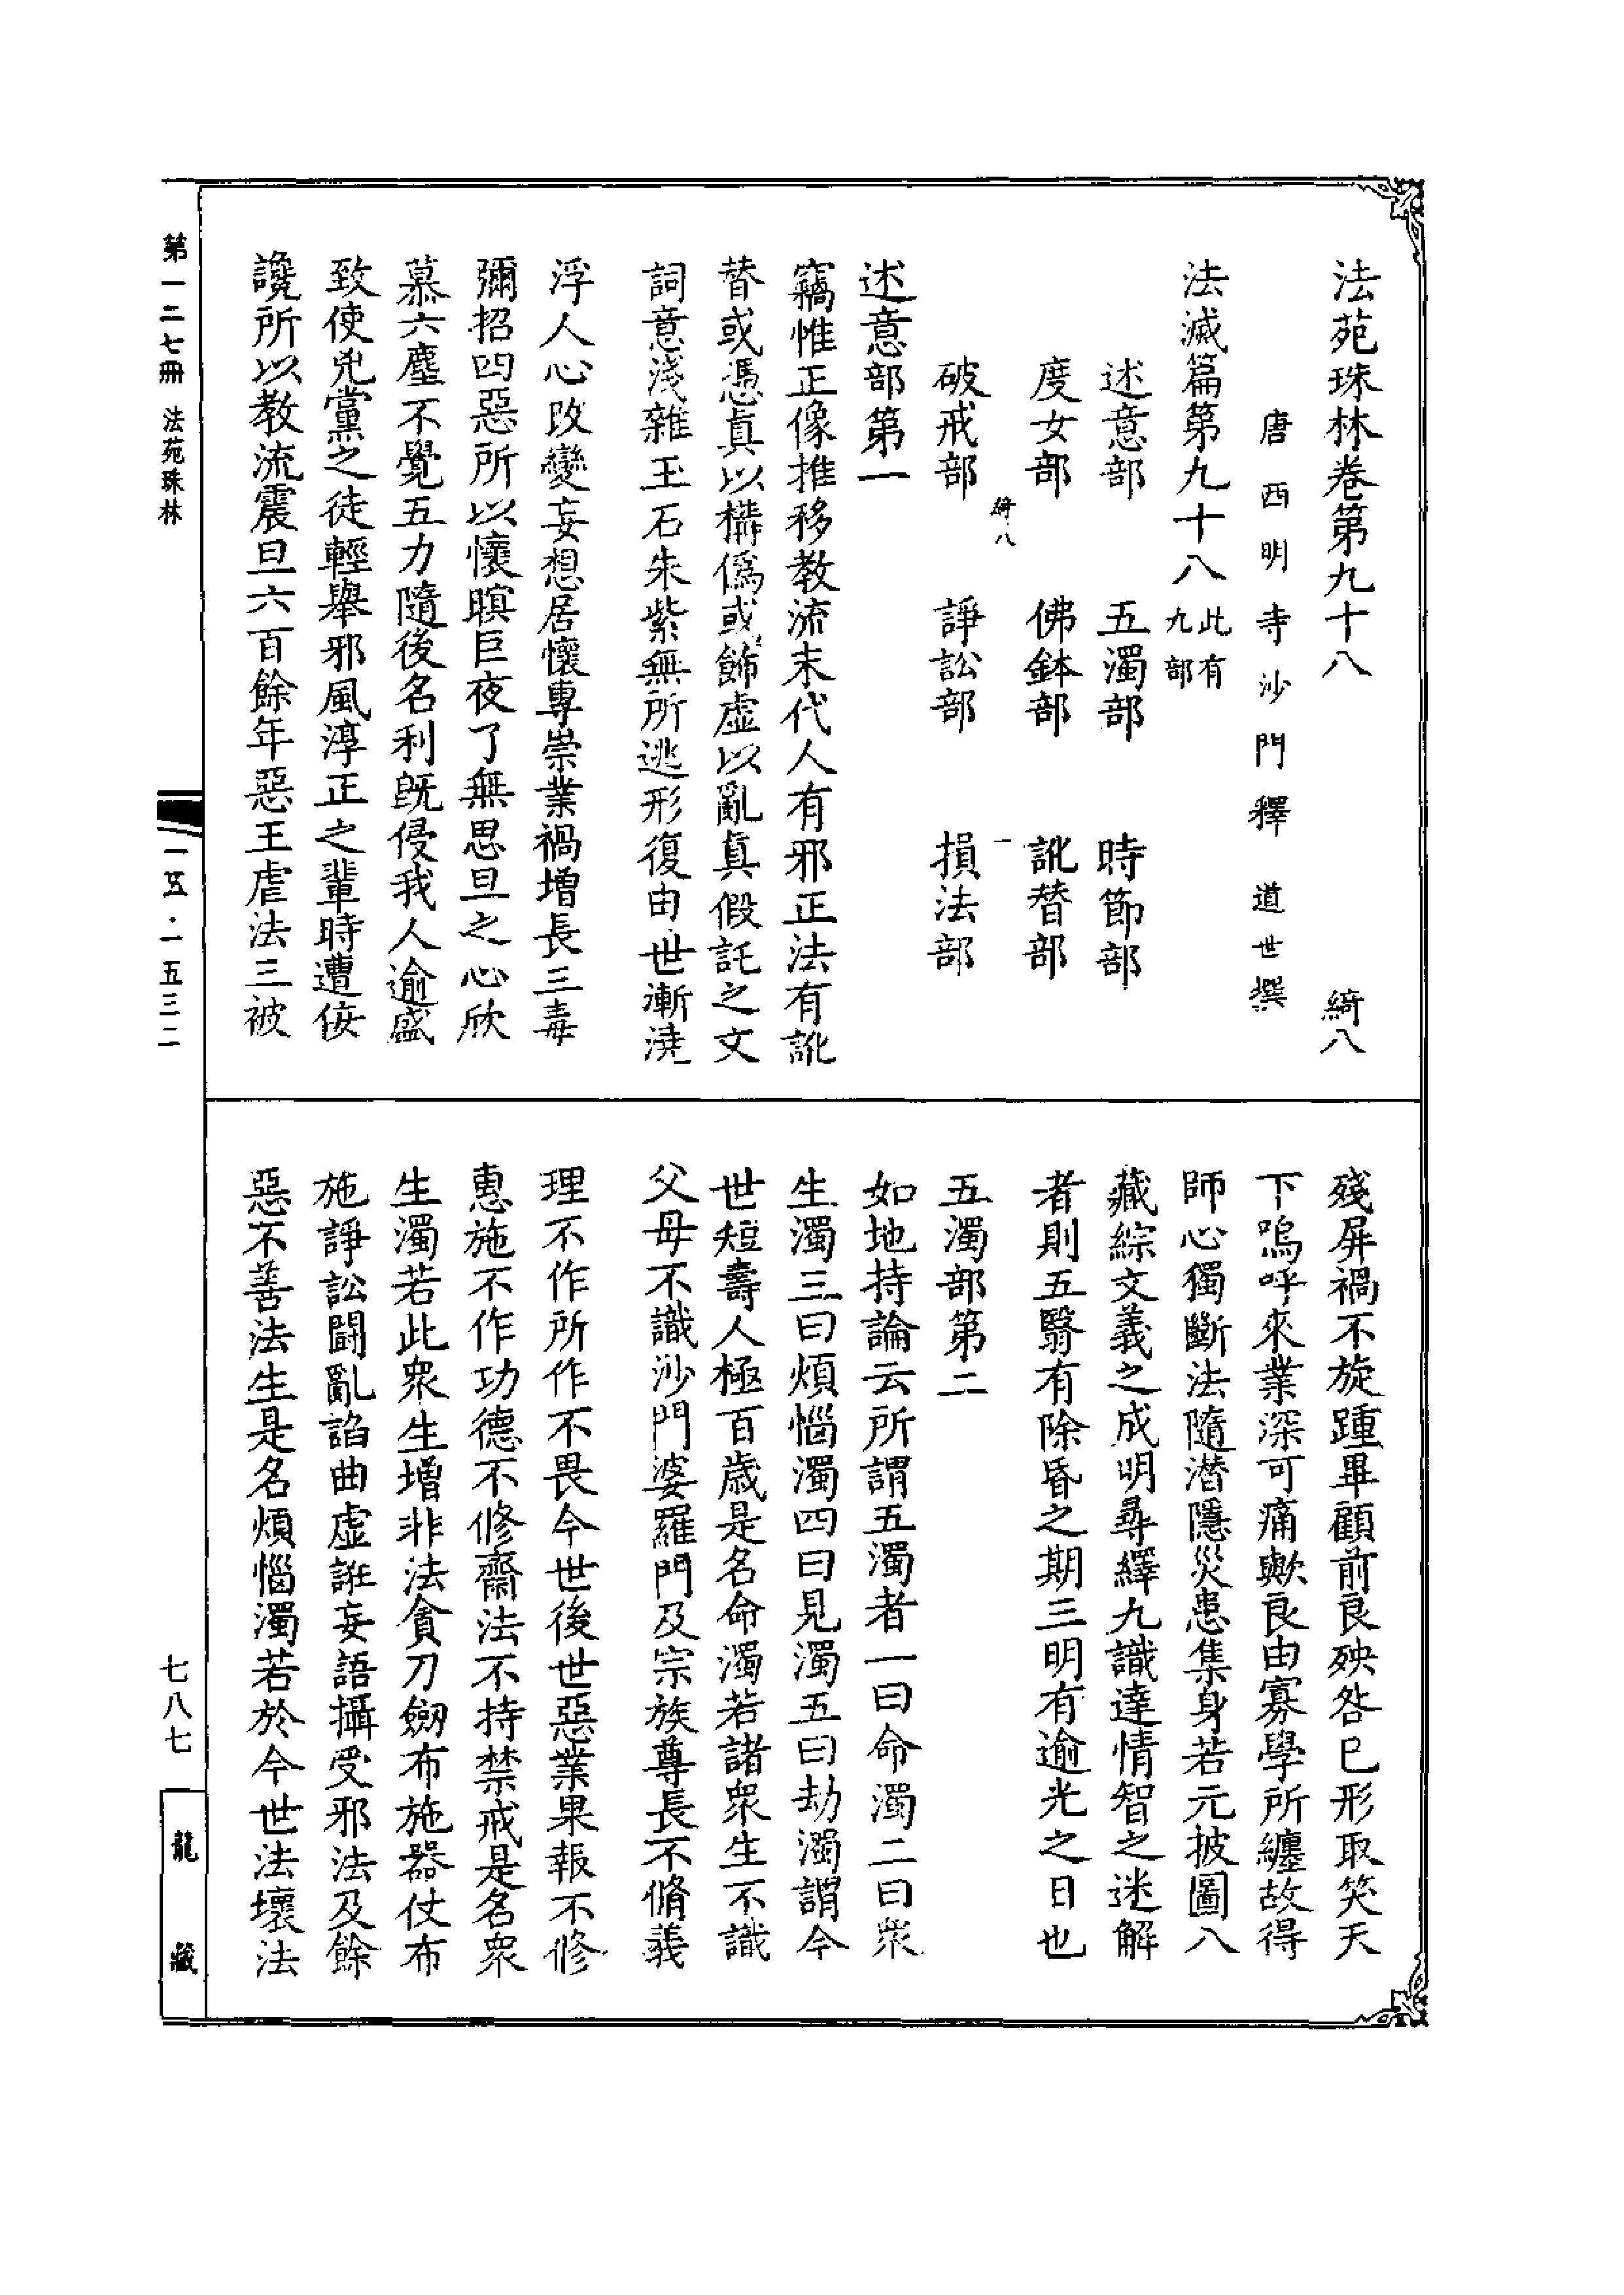 法苑珠林卷第九十八 綺八
唐西明寺沙門釋道世撰
法滅篇第九十八此有九部
述意部 五濁部 時節部
度女部 佛鉢部 訛替部
綺八 一
破戒部 諍訟部 損法部
述意部第一
竊惟正像推移教流末代人有邪正法有訛
替或憑真以構偽或飾虛以亂真假託之文
詞意淺雜玉石朱紫無所逃形復由世漸澆
浮人心改變妄想居懷專崇業禍增長三毒
彌招四惡所以懷瞑巨夜了無思旦之心欣
慕六塵不覺五力隨後名利既侵我人逾盛
致使兇黨之徒輕舉邪風淳正之輩時遭佞
讒所以教流震旦六百餘年惡王虐法三被
殘屏禍不旋踵畢顧前良殃咎已形取笑天
下嗚呼來業深可痛歟良由寡學所纏故得
師心獨斷法隨潛隱災患集身若元披圖八
藏綜文義之成明尋繹九識達情智之迷解
者則五翳有除昏之期三明有逾光之日也
五濁部第二
如地持論云所謂五濁者一曰命濁二曰衆
生濁三曰煩惱濁四曰見濁五曰劫濁謂今
世短壽人極百歲是名命濁若諸衆生不識
父母不識沙門婆羅門及宗族尊長不脩義
理不作所作不畏今世後世惡業果報不修
惠施不作功德不修齋法不持禁戒是名衆
生濁若此衆生增非法貪刀劒布施器仗布
施諍訟鬪亂諂曲虛誑妄語攝受邪法及餘
惡不善法生是名煩惱濁若於今世法壞法
第一二七冊 法苑珠林
一五五·一五三二
七八七
龍藏